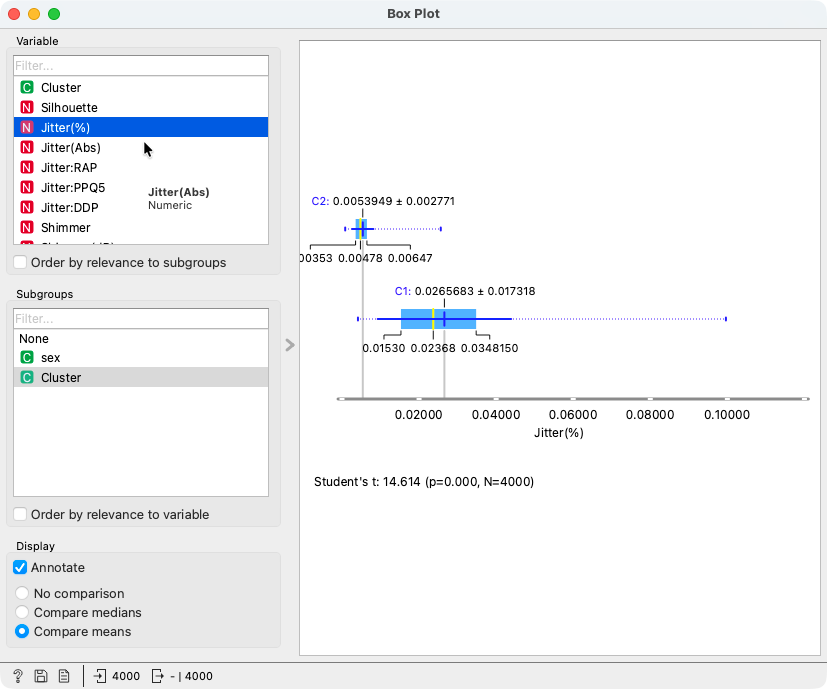 Box Plot
Variable
Filter...
C Cluster
N Silhouette
N Jitter(%)
N Jitter(Abs)
N Jitter:RAP
N Jitter:PPQ5
N Jitter:DDP
N Shimmer
Jitter(Abs)
Numeric
Order by relevance to subgroups
Subgroups
Filter...
None
C sex
C Cluster
Order by relevance to variable
Display
Annotate
No comparison
Compare medians
Compare means
? 4000 - | 4000
C2: 0.0053949 ± 0.002771
00353 0.00478 0.00647
C1: 0.0265683 ± 0.017318
0.01530 0.02368 0.0348150
0.02000 0.04000 0.06000 0.08000 0.10000
Jitter(%)
Student's t: 14.614 (p=0.000, N=4000)